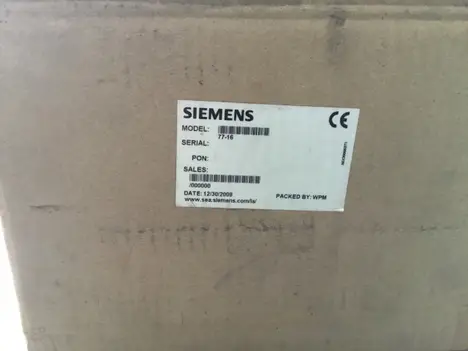 SIEMENS
MODEL:
77-16
SERIAL:
PON:
SALES:
/000000
DATE: 12/30/2008
PACKED BY: WPM
www.sea.siemens.com/ia/
CE